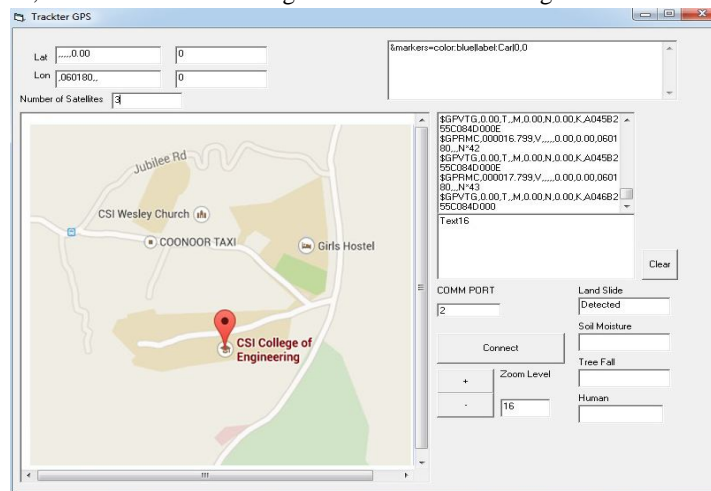 Trackter GPS
Lat ,,,,,0.00 0
Lon ,060180,, 0
Number of Satellites 3
&markers=color:blue|label:Car|0,0
$GPVTG,0.00,T,,M,0.00,N,0.00,K,A045B2
55C084D000E
$GPRMC,000016.799,V,,,,,0.00,0.00,0601
80,,,N*42
$GPVTG,0.00,T,,M,0.00,N,0.00,K,A045B2
55C084D000E
$GPRMC,000017.799,V,,,,,0.00,0.00,0601
80,,,N*43
$GPVTG,0.00,T,,M,0.00,N,0.00,K,A046B2
55C084D000
Text16
Clear
Jubilee Rd
CSI Wesley Church
COONOOR TAXI
Girls Hostel
CSI College of
Engineering
COMM PORT
2
Connect
+
-
Zoom Level
16
Land Slide
Detected
Soil Moisture
Tree Fall
Human